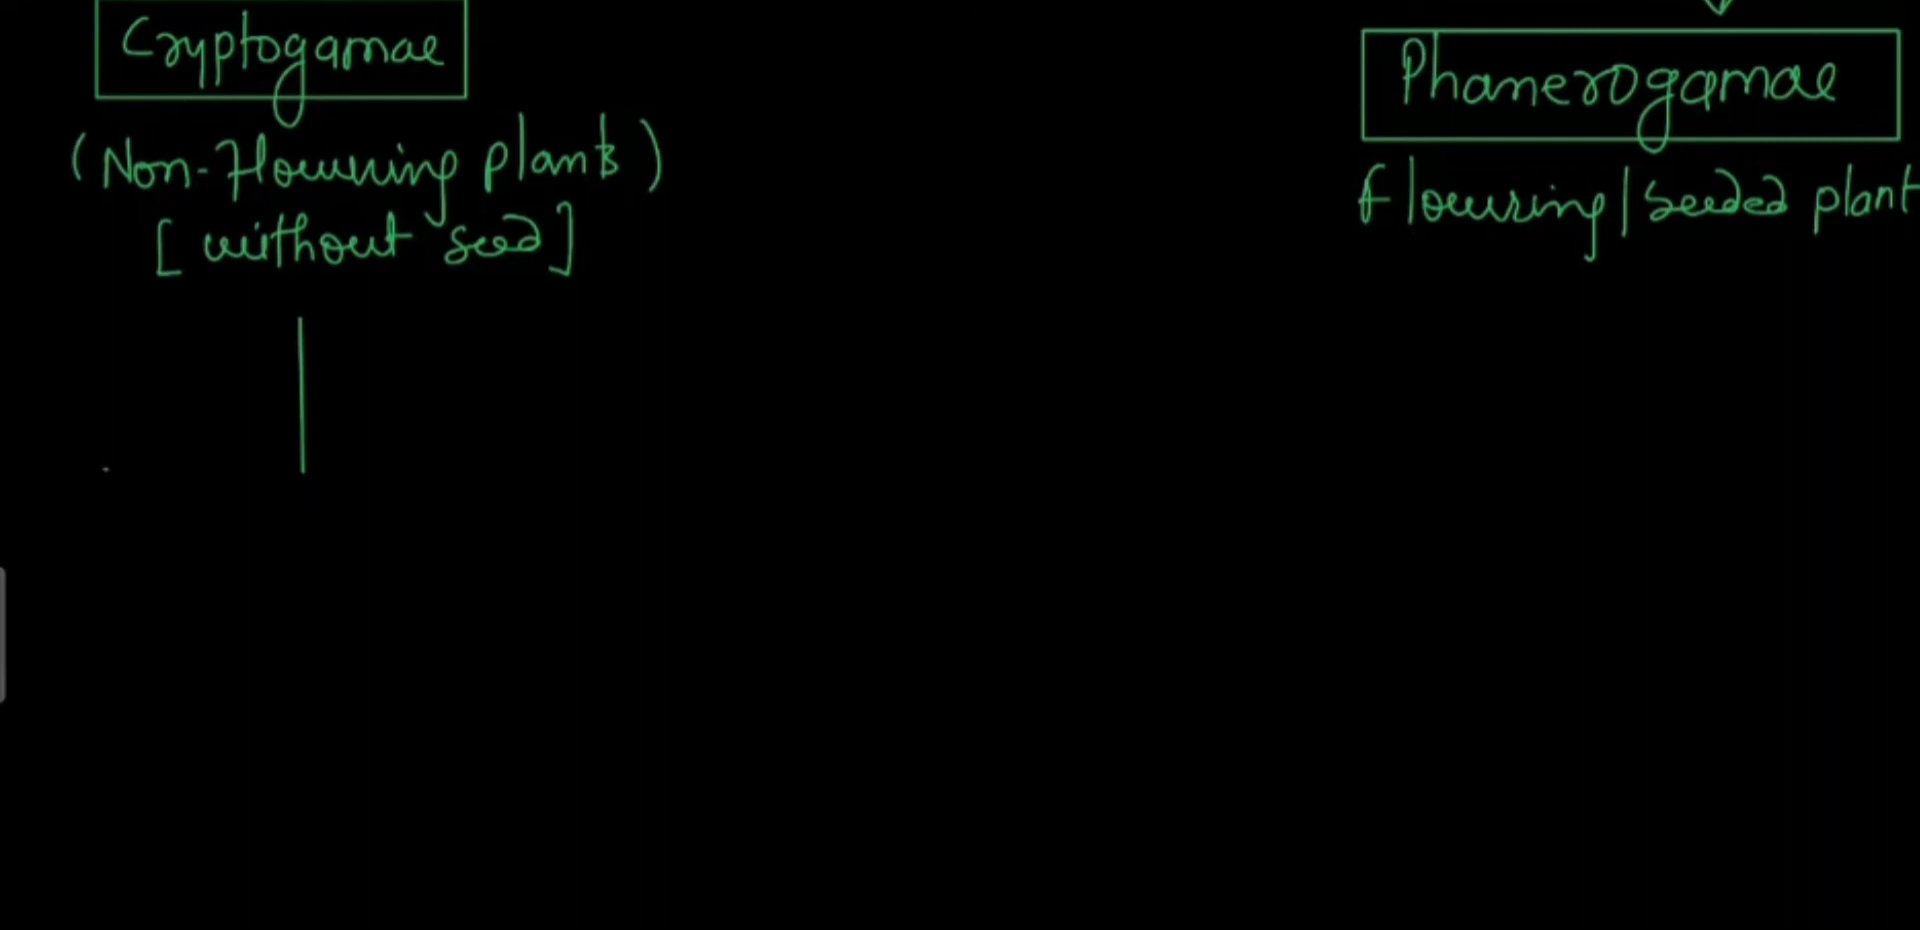 Cryptogamae
(Non-Flowering plants)
[without seed]
Phanerogamae
flowering/seeded plant